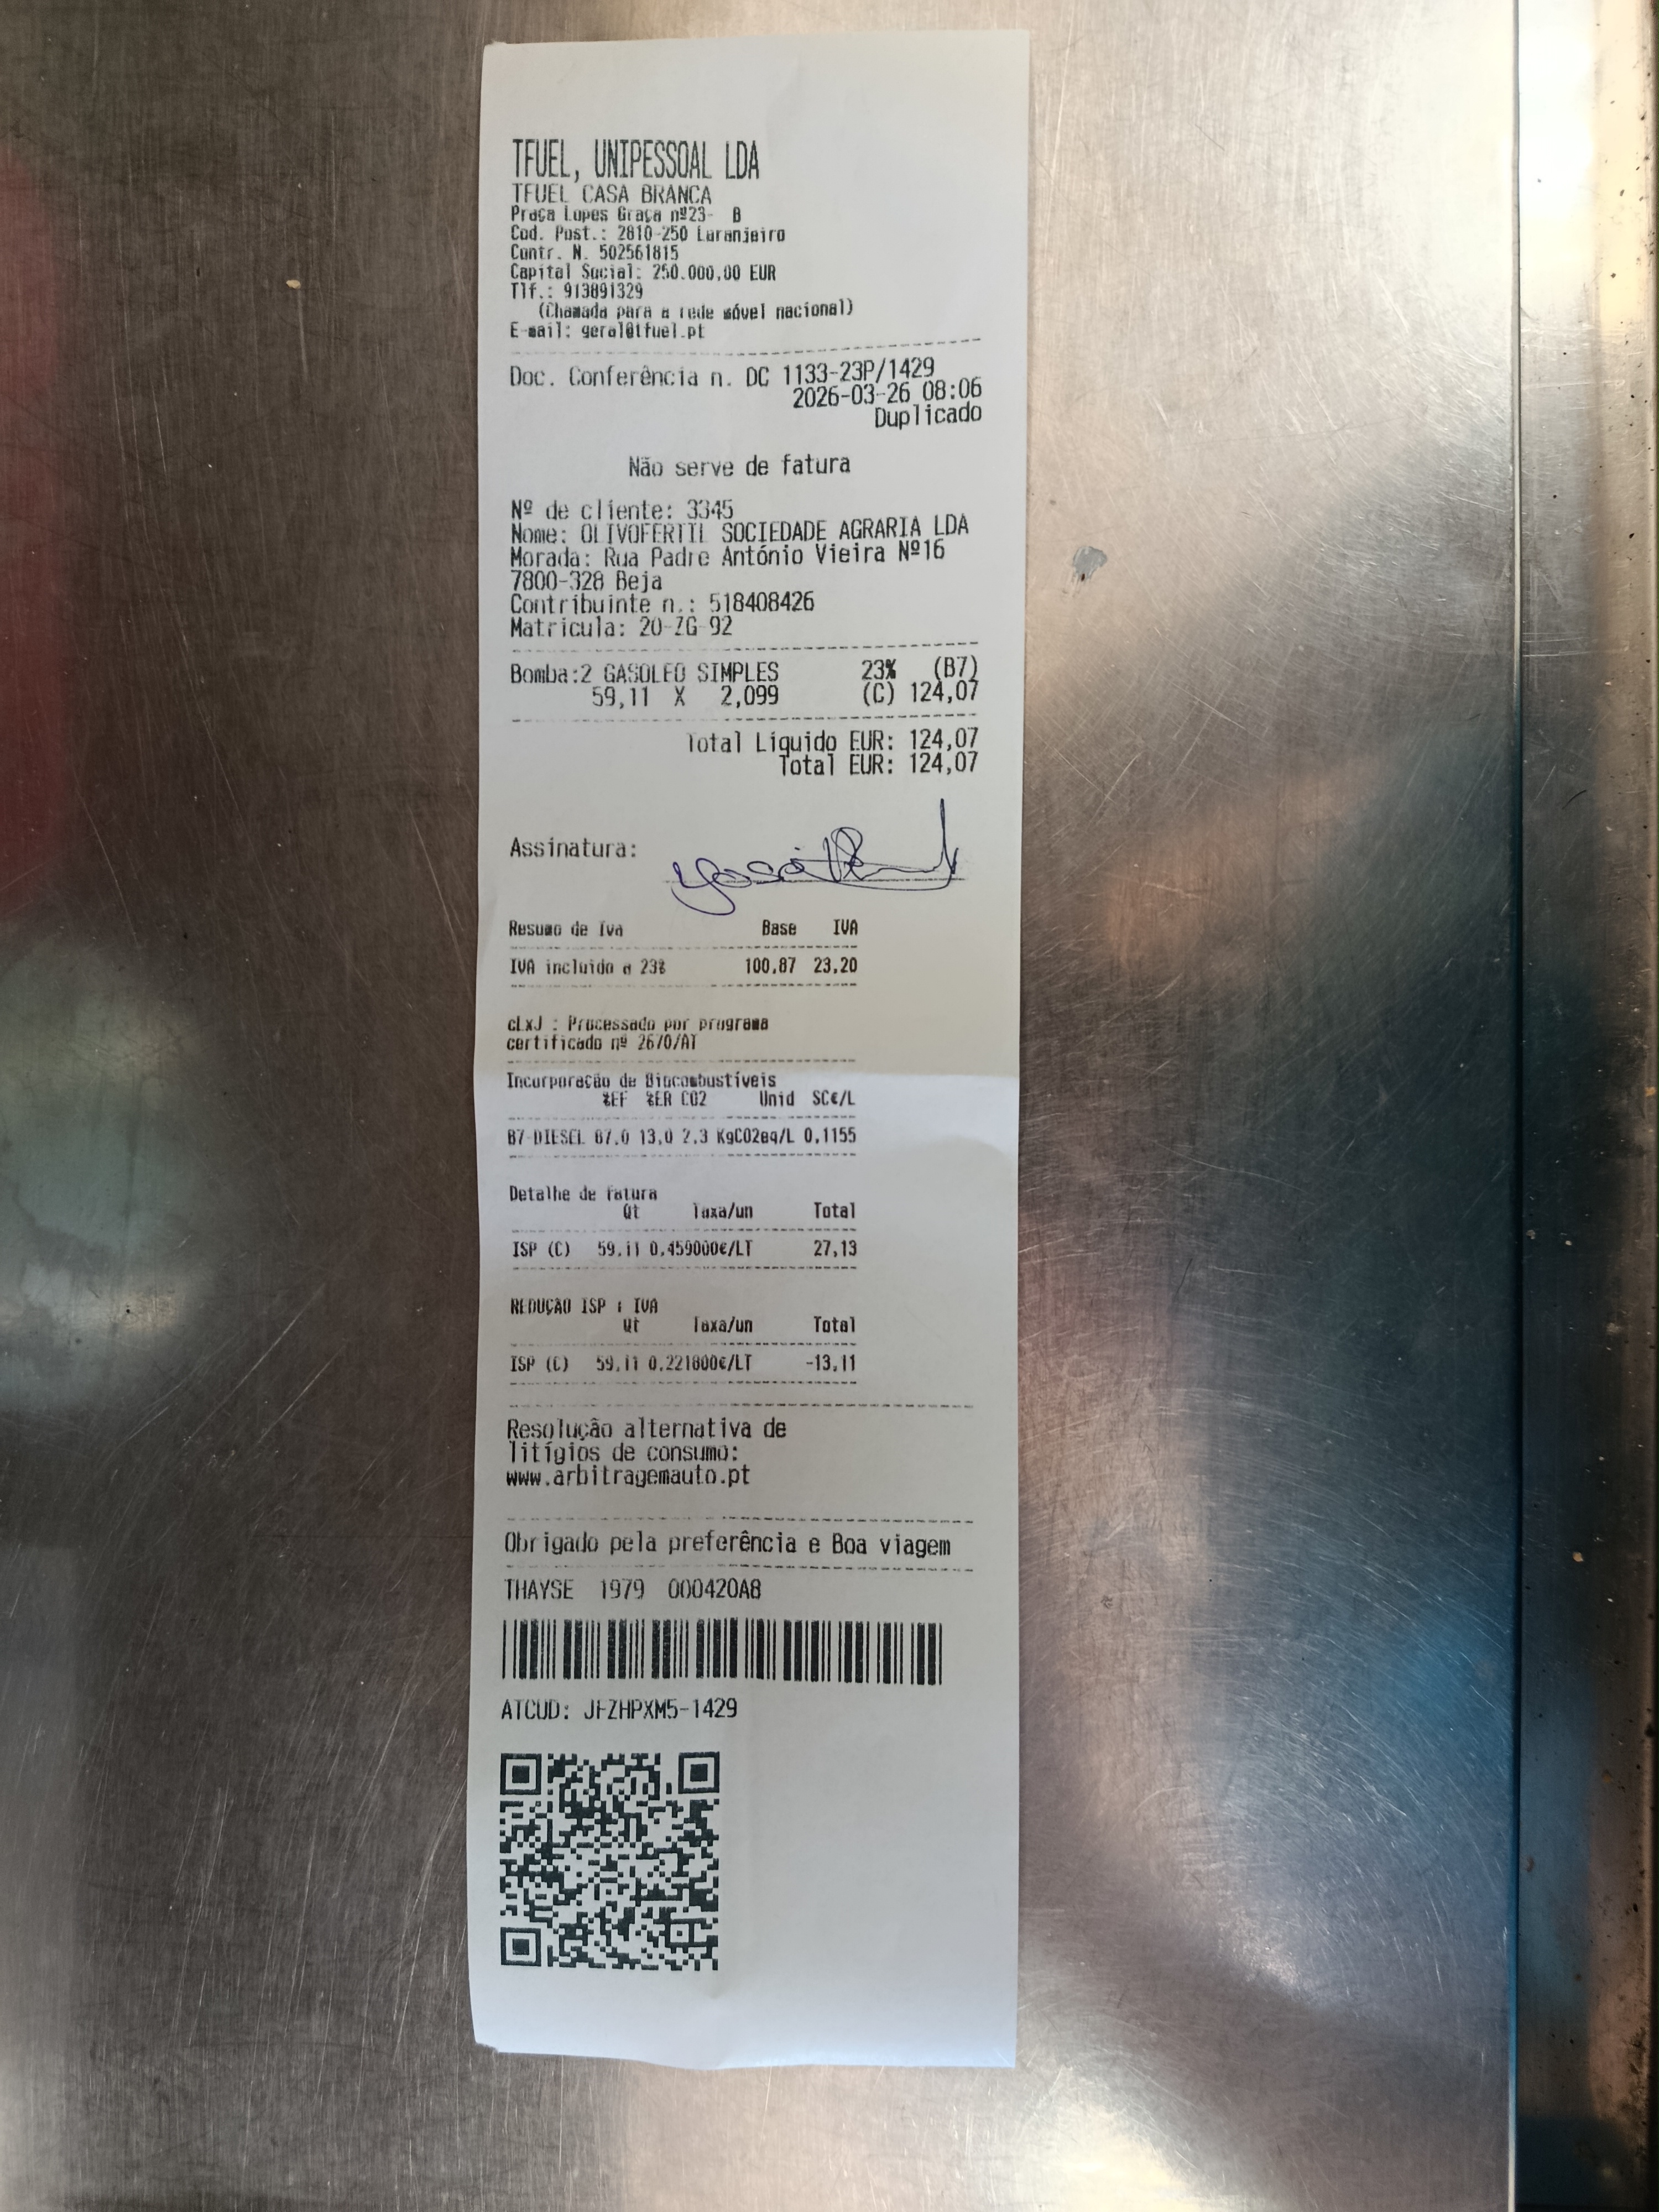 TFUEL, UNIPESSOAL LDA
TFUEL CASA BRANCA
Praça Lopes Graça nº23- B
Cod. Post.: 2810-250 Laranjeiro
Contr. N. 502561815
Capital Social: 250.000,00 EUR
Tlf.: 913891329
(Chamada para a rede móvel nacional)
E-mail: geral@tfuel.pt
Doc. Conferência n. DC 1133-23P/1429
2026-03-26 08:06
Duplicado
Não serve de fatura
Nº de cliente: 3345
Nome: OLIVOFERTIL SOCIEDADE AGRARIA LDA
Morada: Rua Padre António Vieira Nº16
7800-328 Beja
Contribuinte n.: 518408426
Matricula: 20-ZG-92
Bomba:2 GASOLEO SIMPLES 23% (B7)
59,11 X 2,099 (C) 124,07
Total Liquido EUR: 124,07
Total EUR: 124,07
Assinatura:
Resumo de Iva Base IVA
IVA incluido a 23% 100,87 23,20
cLxJ : Processado por programa
certificado nº 26/0/AT
Incorporação de Biocombustíveis
%EF %ER CO2 Unid SC€/L
B7-DIESEL 87,0 13,0 2,3 KgCO2eq/L 0,1155
Detalhe de fatura
Qt Taxa/un Total
ISP (C) 59,11 0,459000€/LT 27,13
REDUÇÃO ISP + IVA
Qt Taxa/un Total
ISP (C) 59,11 0,221800€/LT -13,11
Resolução alternativa de
litígios de consumo:
www.arbitragemauto.pt
Obrigado pela preferência e Boa viagem
THAYSE 1979 000420A8
ATCUD: JFZHPXM5-1429